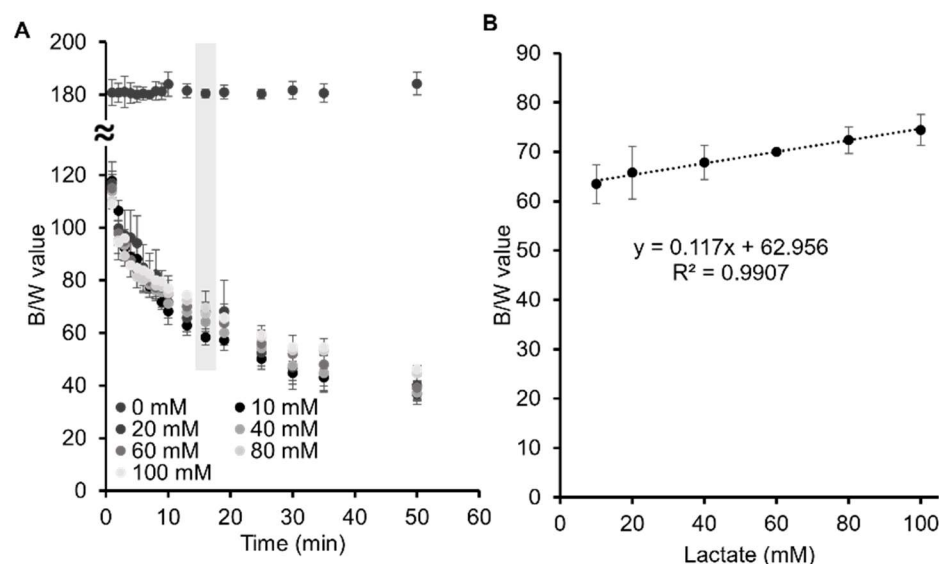 A
B/W value
200
180
120
100
80
60
40
20
0
≈
0 mM
10 mM
20 mM
40 mM
60 mM
80 mM
100 mM
0
10
20
30
40
50
60
Time (min)
B
B/W value
90
80
70
60
50
40
30
20
10
0
y = 0.117x + 62.956
R² = 0.9907
0
20
40
60
80
100
Lactate (mM)